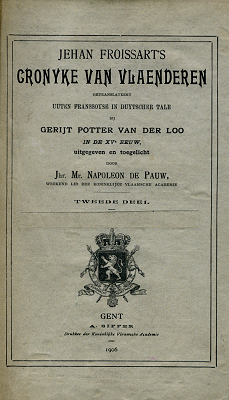 JEHAN FROISSART'S
CRONYKE VAN VLAENDEREN
GETRANSLATEERT
UUTEN FRANSSOYSE IN DUYTSCHER TALE
BIJ
GERIJT POTTER VAN DER LOO
IN DE XVe EEUW,
uitgegeven en toegelicht
DOOR
Jhr. Mr. NAPOLEON DE PAUW,
WERKEND LID DER KONINKLIJKE VLAAMSCHE ACADEMIE
TWEEDE DEEL
GENT
A. SIFFER
Drukker der Koninklijke Vlaamsche Academie
1906